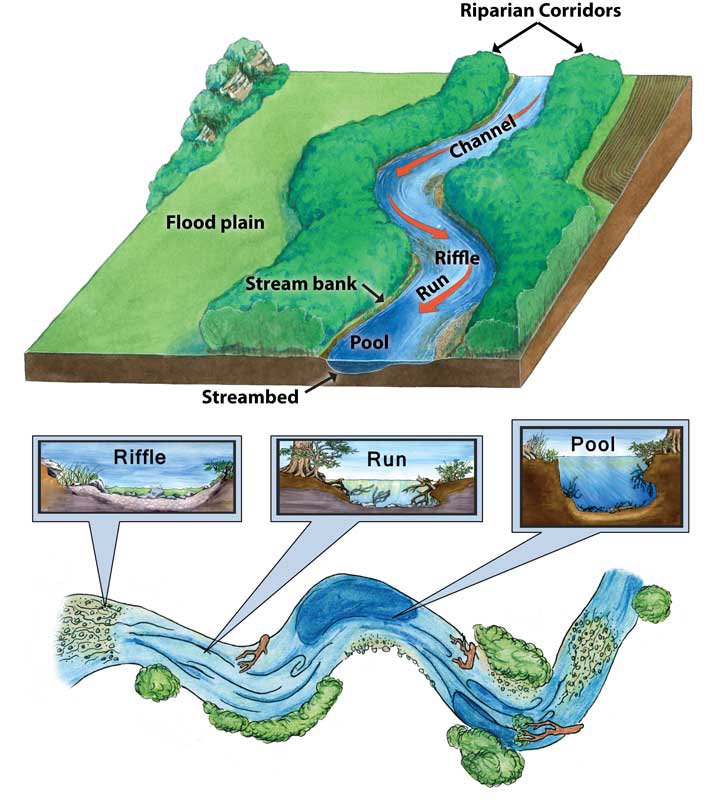 Riparian Corridors
Channel
Flood plain
Riffle
Stream bank
Run
Pool
Streambed
Riffle
Run
Pool